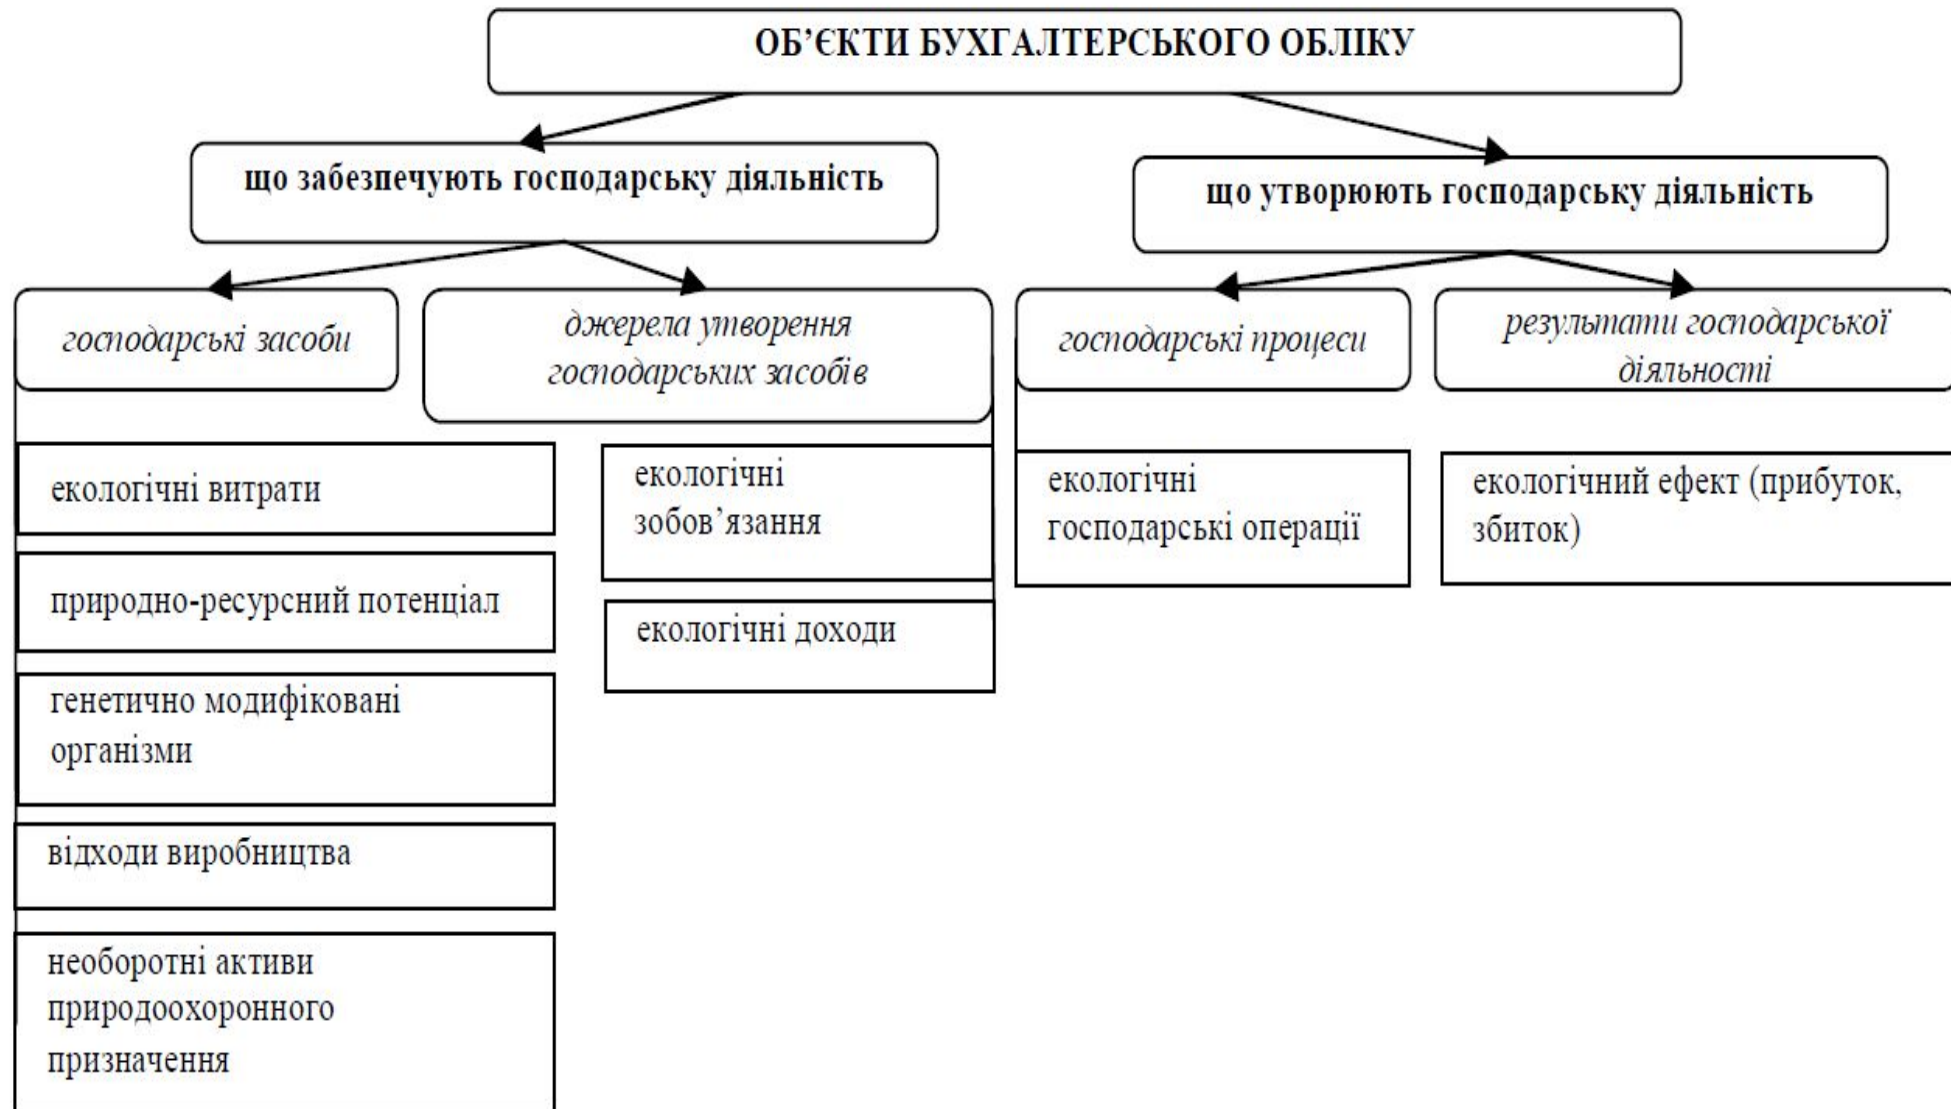 ОБ’ЄКТИ БУХГАЛТЕРСЬКОГО ОБЛІКУ
що забезпечують господарську діяльність
що утворюють господарську діяльність
господарські засоби
джерела утворення
господарських засобів
господарські процеси
результати господарської
діяльності
екологічні витрати
природно-ресурсний потенціал
генетично модифіковані
організми
відходи виробництва
необоротні активи
природоохоронного
призначення
екологічні
зобов’язання
екологічні доходи
екологічні
господарські операції
екологічний ефект (прибуток,
збиток)